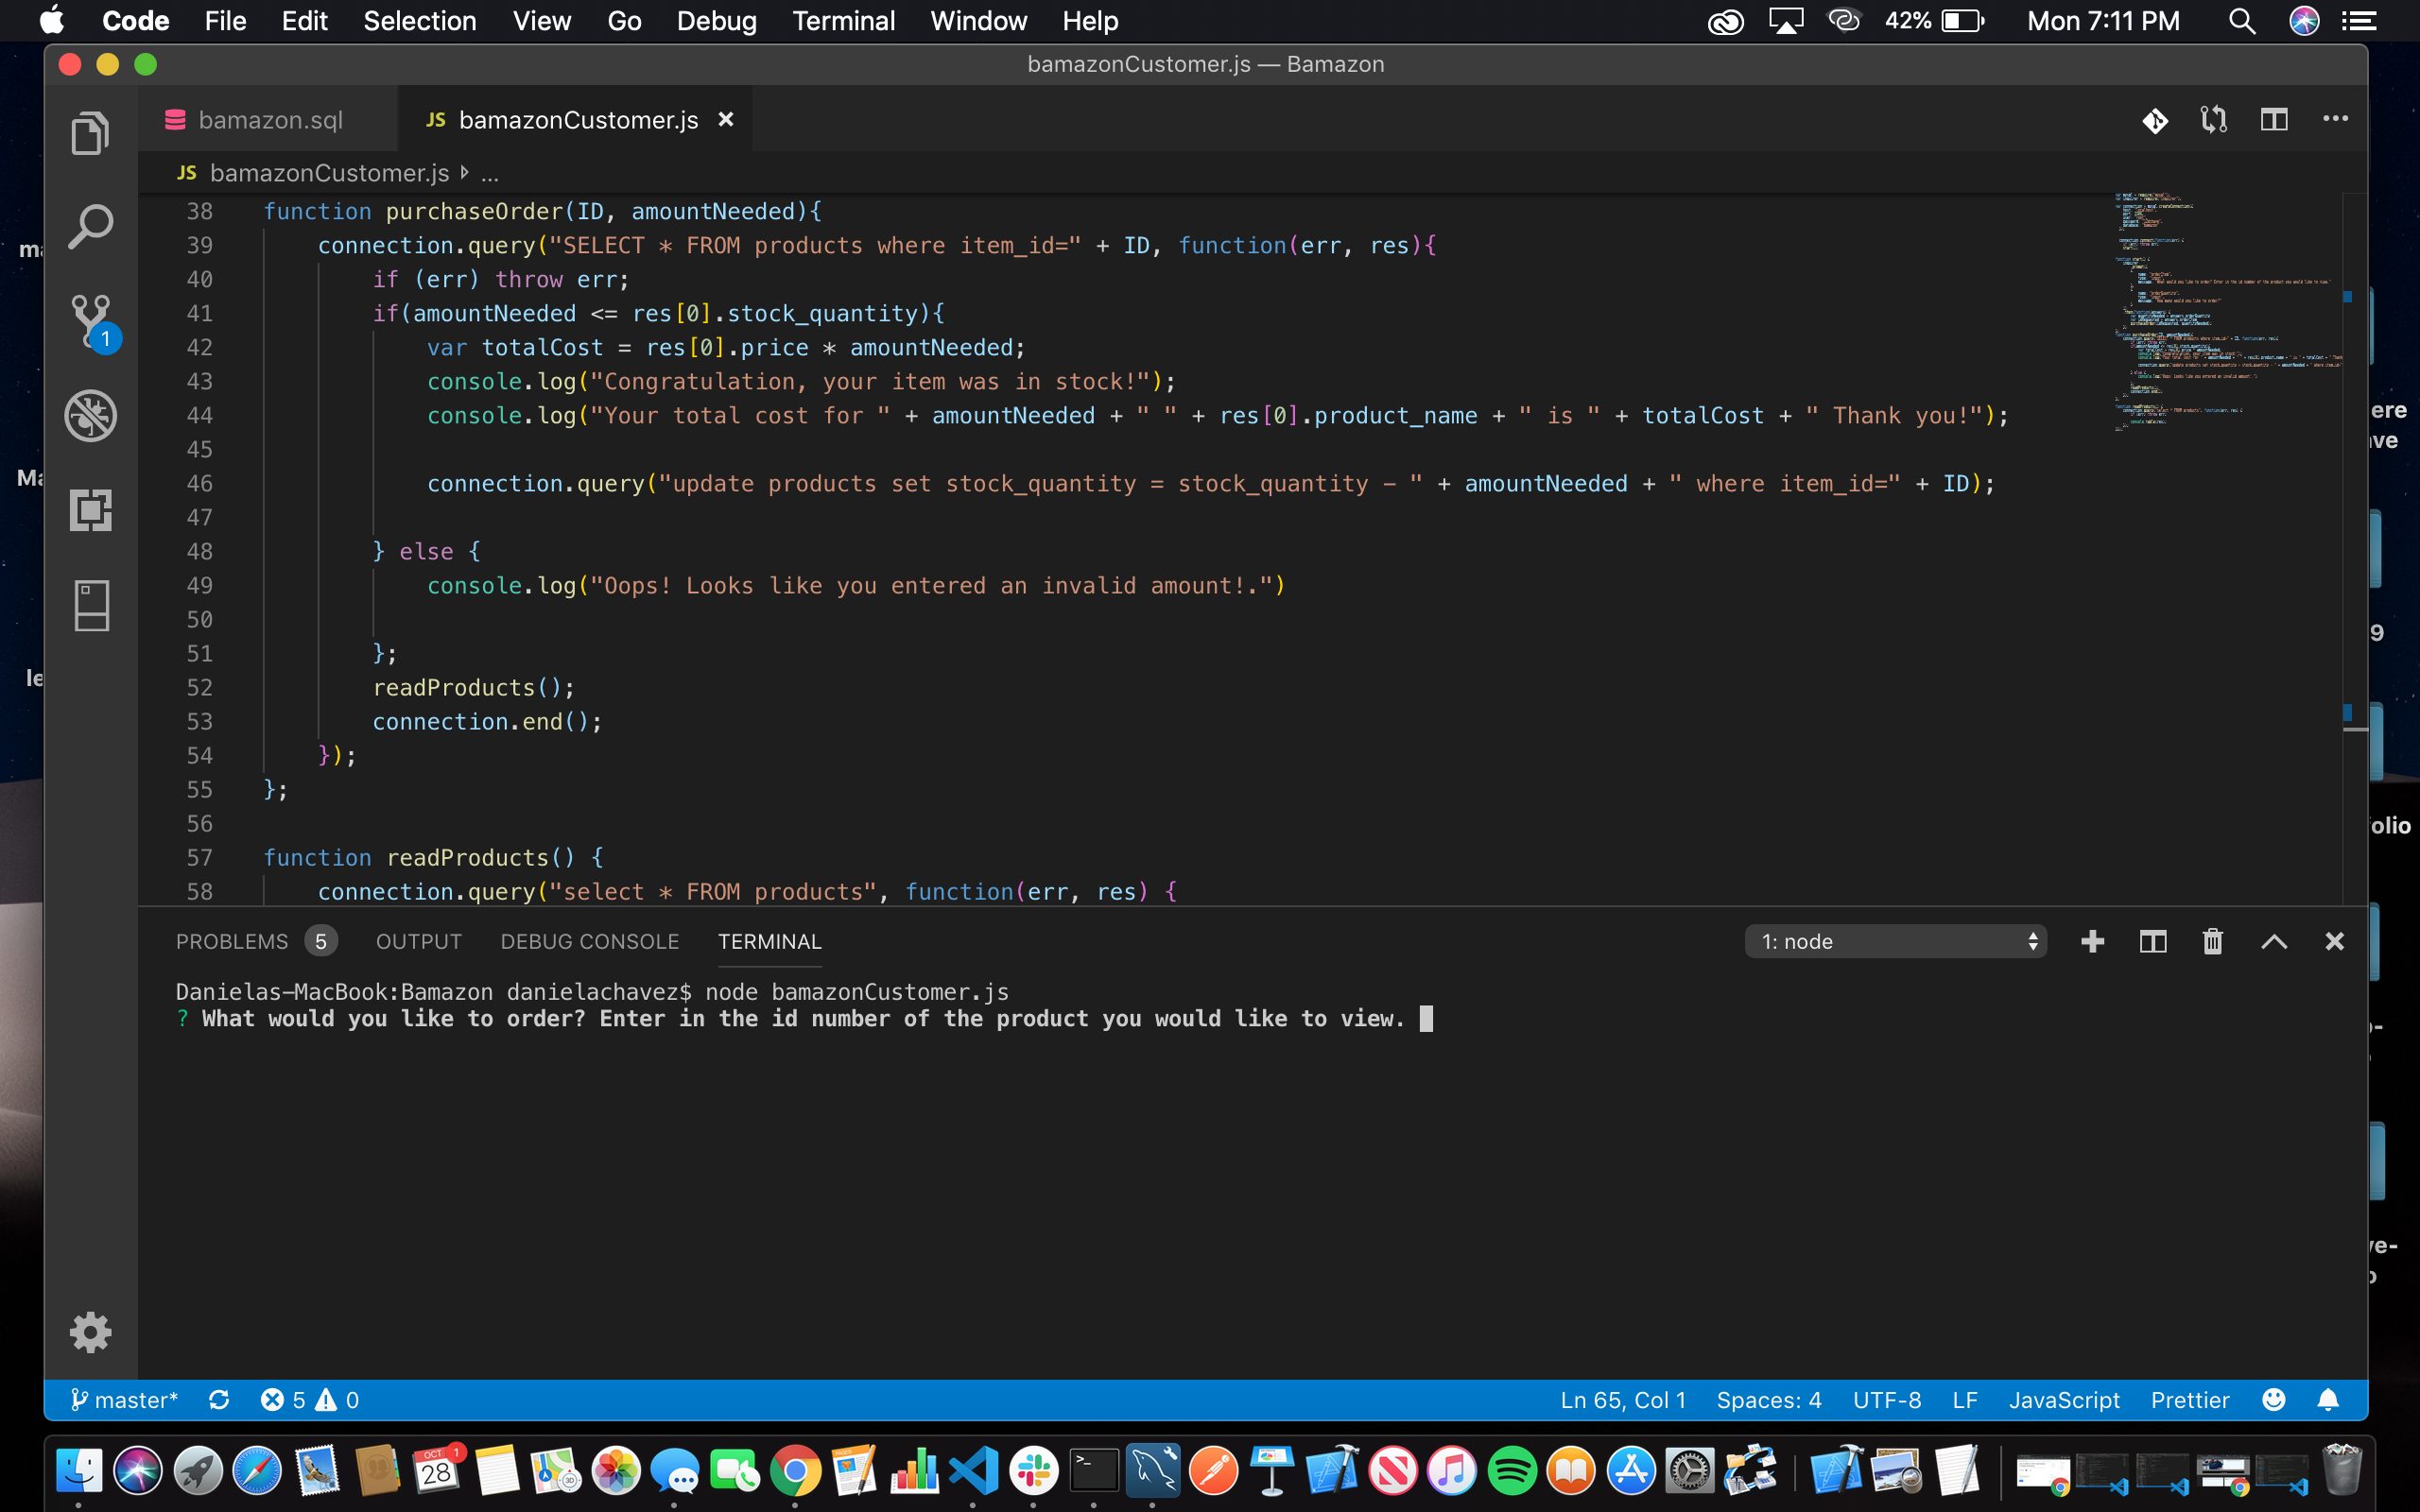 Code File Edit Selection View Go Debug Terminal Window Help 42% Mon 7:11 PM
bamazonCustomer.js — Bamazon
bamazon.sql JS bamazonCustomer.js
JS bamazonCustomer.js ...
38 function purchaseOrder(ID, amountNeeded){
39 connection.query("SELECT * FROM products where item_id=" + ID, function(err, res){
40 if (err) throw err;
41 if(amountNeeded <= res[0].stock_quantity){
42 var totalCost = res[0].price * amountNeeded;
43 console.log("Congratulation, your item was in stock!");
44 console.log("Your total cost for " + amountNeeded + " " + res[0].product_name + " is " + totalCost + " Thank you!");
45
46 connection.query("update products set stock_quantity = stock_quantity - " + amountNeeded + " where item_id=" + ID);
47
48 } else {
49 console.log("Oops! Looks like you entered an invalid amount!.")
50
51 };
52 readProducts();
53 connection.end();
54 });
55 };
56
57 function readProducts() {
58 connection.query("select * FROM products", function(err, res) {
1
PROBLEMS 5 OUTPUT DEBUG CONSOLE TERMINAL 1: node
Danielas-MacBook:Bamazon danielachavez$ node bamazonCustomer.js
? What would you like to order? Enter in the id number of the product you would like to view.
master* 5 0 Ln 65, Col 1 Spaces: 4 UTF-8 LF JavaScript Prettier
OCT 28 1
PAGES
3D